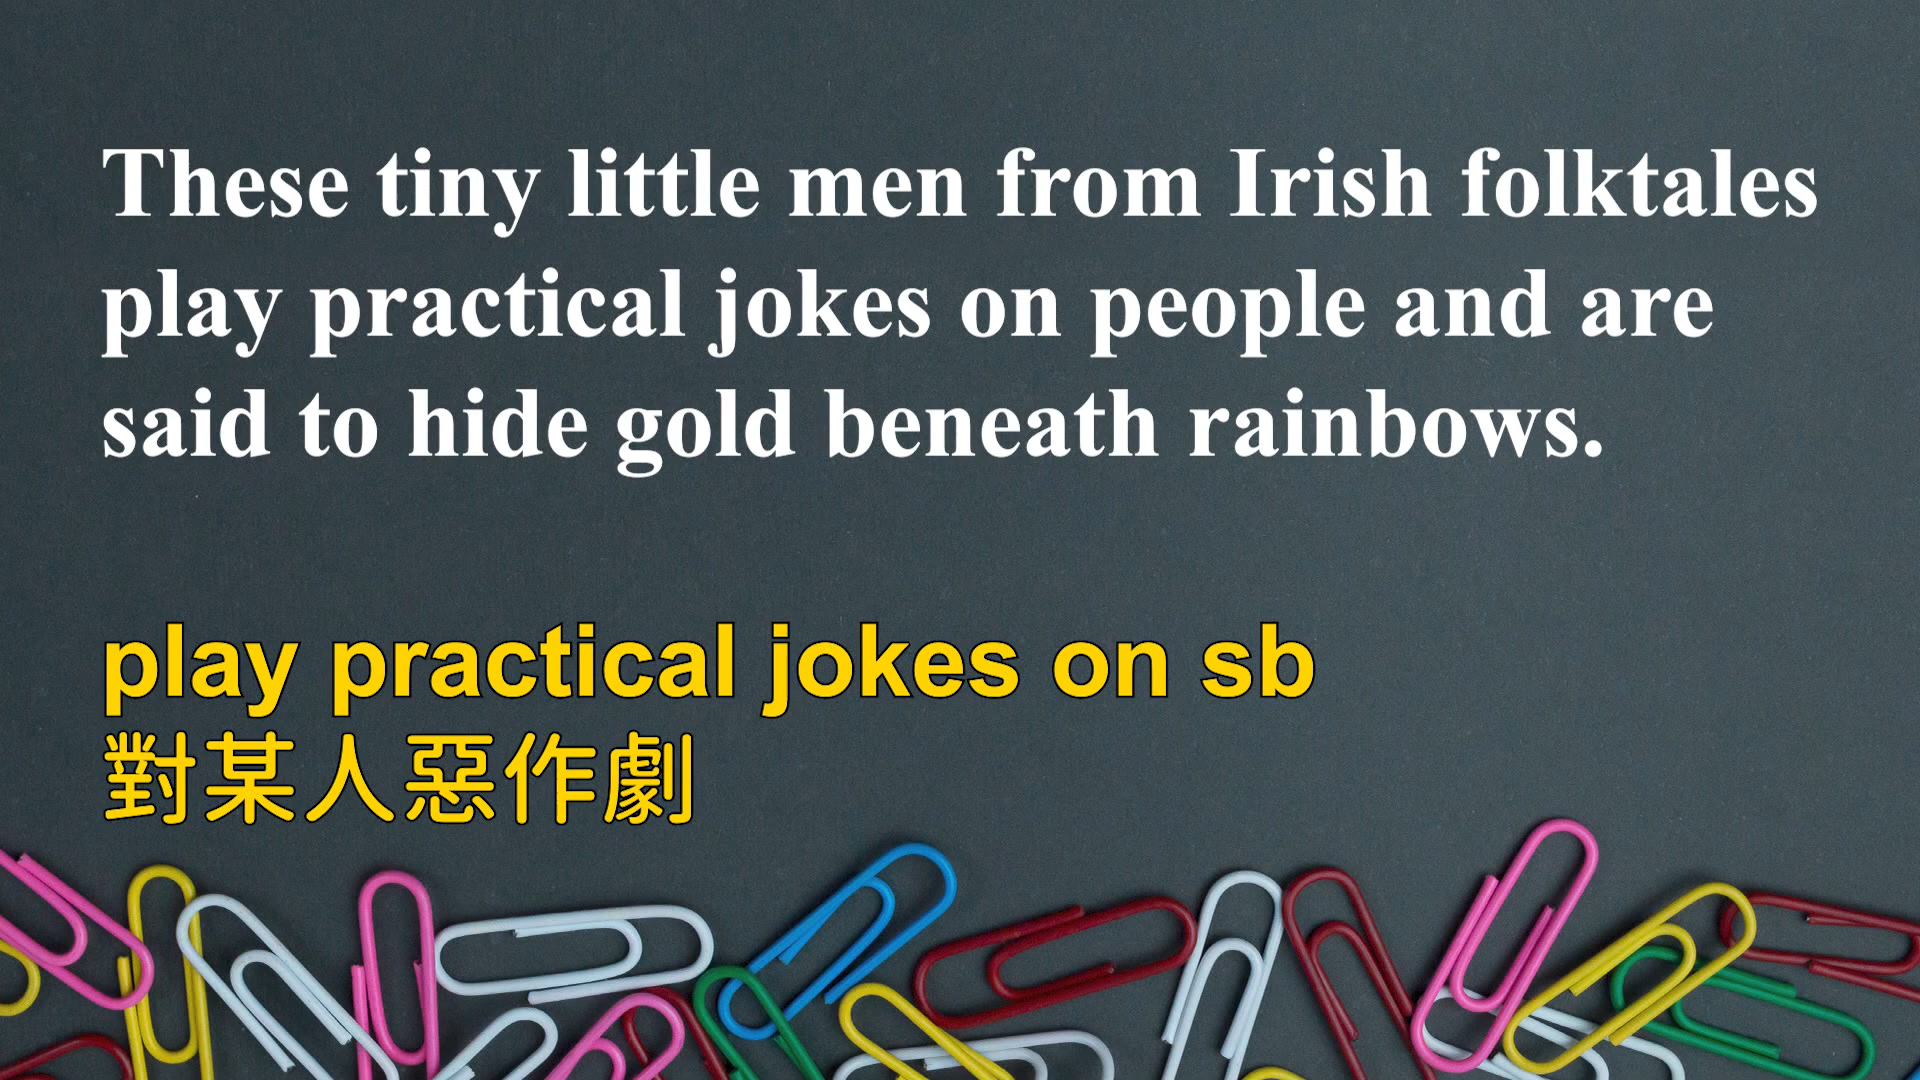 These tiny little men from Irish folktales
play practical jokes on people and are
said to hide gold beneath rainbows.
play practical jokes on sb
對某人惡作劇